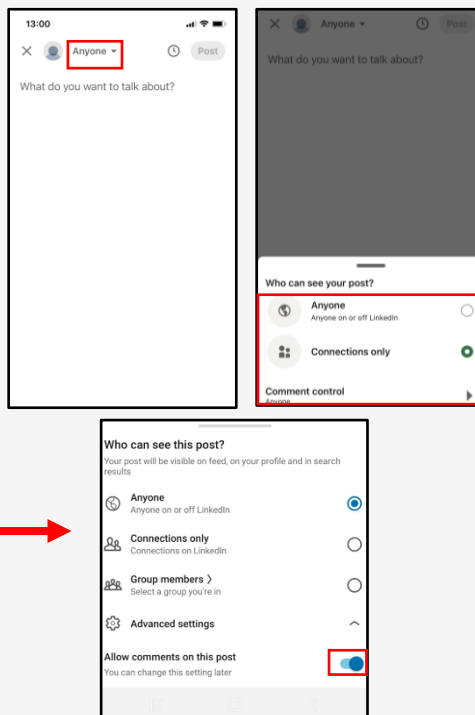 13:00
Anyone
Post
What do you want to talk about?
Anyone
Post
What do you want to talk about?
Who can see your post?
Anyone
Anyone on or off LinkedIn
Connections only
Comment control
Anyone
Who can see this post?
Your post will be visible on feed, on your profile and in search
results
Anyone
Anyone on or off LinkedIn
Connections only
Connections on LinkedIn
Group members >
Select a group you're in
Advanced settings
Allow comments on this post
You can change this setting later